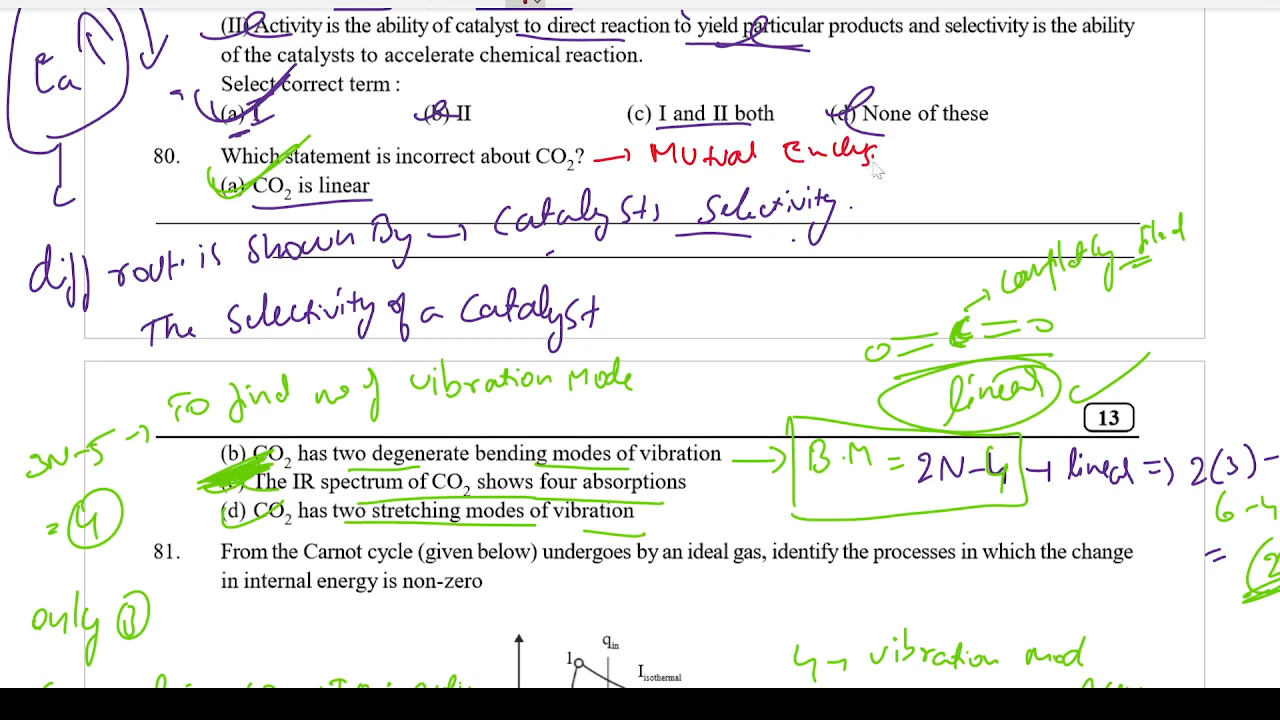 (II) Activity is the ability of catalyst to direct reaction to yield particular products and selectivity is the ability
of the catalysts to accelerate chemical reaction.
Ea
Select correct term :
(a) I (b) II (c) I and II both (d) None of these
80. Which statement is incorrect about CO₂? → Mutual
(a) CO₂ is linear
diff route is shown By → Catalysts selectivity.
The selectivity of a catalyst
→ completely filed
O=C=O
linear
To find no of vibration Mode
13
3N-5 →
= 4
(b) CO₂ has two degenerate bending modes of vibration → B.M = 2N-4 → linear ⇒ 2(3) -
The IR spectrum of CO₂ shows four absorptions
6-4
(d) CO₂ has two stretching modes of vibration
= 2
81. From the Carnot cycle (given below) undergoes by an ideal gas, identify the processes in which the change
in internal energy is non-zero
only
q_in
1
I_isothermal
4 → vibration mod